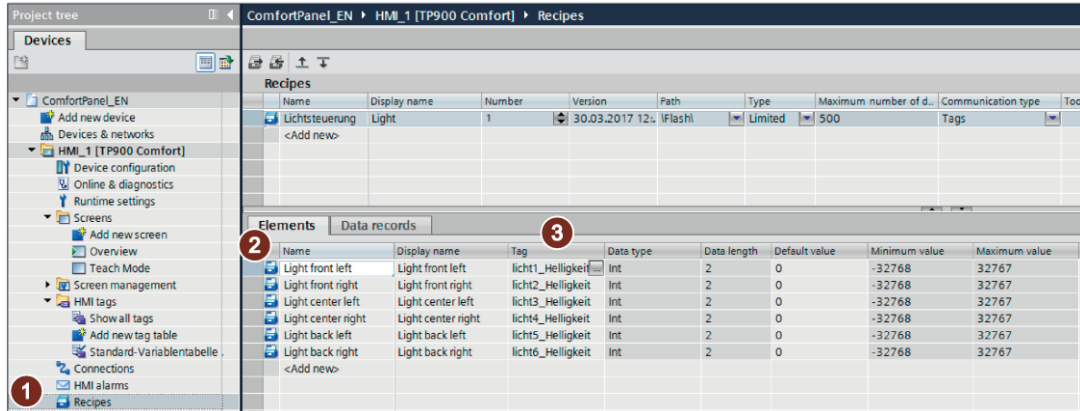 Project tree
ComfortPanel_EN ▸ HMI_1 [TP900 Comfort] ▸ Recipes
Devices
Recipes
Name Display name Number Version Path Type Maximum number of d... Communication type
Lichtsteuerung Light 1 30.03.2017 12:.. \Flash\ Limited 500 Tags
<Add new>
ComfortPanel_EN
Add new device
Devices & networks
HMI_1 [TP900 Comfort]
Device configuration
Online & diagnostics
Runtime settings
Screens
Add new screen
Overview
Teach Mode
Screen management
HMI tags
Show all tags
Add new tag table
Standard-Variablentabelle .
Connections
HMI alarms
1
Recipes
Elements Data records
2
3
Name Display name Tag Data type Data length Default value Minimum value Maximum value
Light front left Light front left licht1_Helligkeit ... Int 2 0 -32768 32767
Light front right Light front right licht2_Helligkeit Int 2 0 -32768 32767
Light center left Light center left licht3_Helligkeit Int 2 0 -32768 32767
Light center right Light center right licht4_Helligkeit Int 2 0 -32768 32767
Light back left Light back left licht5_Helligkeit Int 2 0 -32768 32767
Light back right Light back right licht6_Helligkeit Int 2 0 -32768 32767
<Add new>